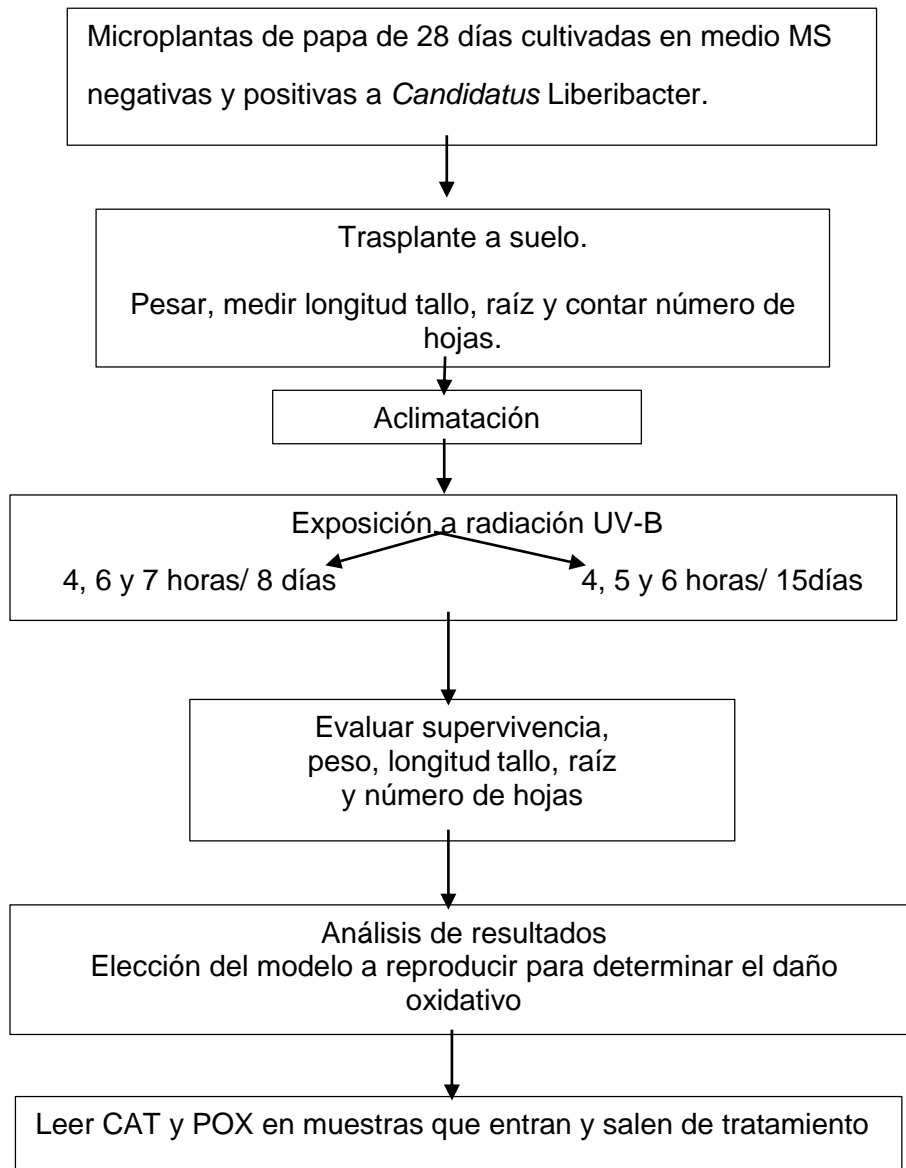 Microplantas de papa de 28 días cultivadas en medio MS
negativas y positivas a Candidatus Liberibacter.
Trasplante a suelo.
Pesar, medir longitud tallo, raíz y contar número de
hojas.
Aclimatación
Exposición a radiación UV-B
4, 6 y 7 horas/ 8 días 4, 5 y 6 horas/ 15días
Evaluar supervivencia,
peso, longitud tallo, raíz
y número de hojas
Análisis de resultados
Elección del modelo a reproducir para determinar el daño
oxidativo
Leer CAT y POX en muestras que entran y salen de tratamiento